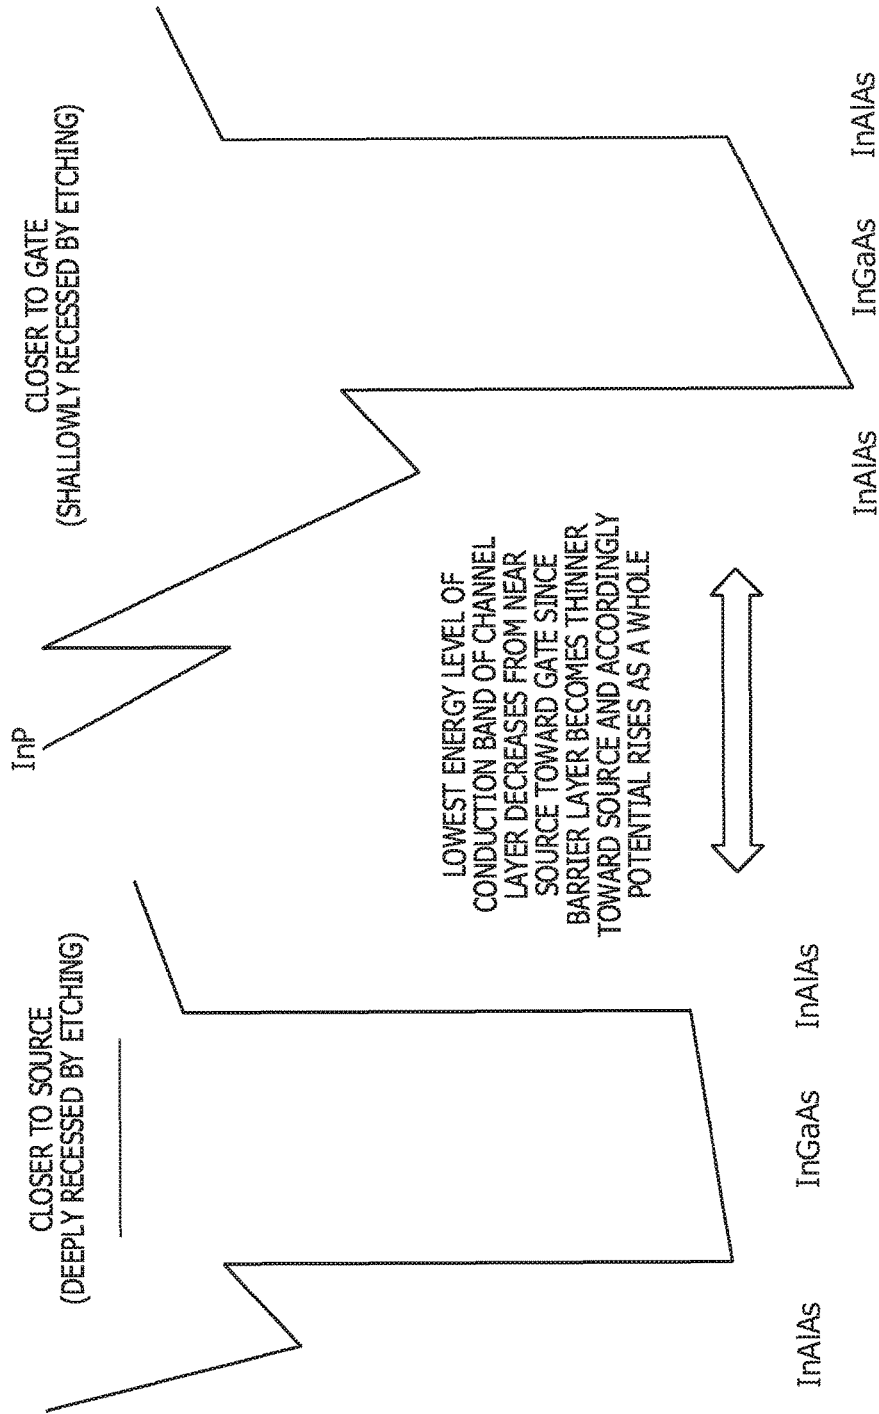 CLOSER TO SOURCE
(DEEPLY RECESSED BY ETCHING)
InAlAs
InGaAs
InAlAs
LOWEST ENERGY LEVEL OF
CONDUCTION BAND OF CHANNEL
LAYER DECREASES FROM NEAR
SOURCE TOWARD GATE SINCE
BARRIER LAYER BECOMES THINNER
TOWARD SOURCE AND ACCORDINGLY
POTENTIAL RISES AS A WHOLE
InP
CLOSER TO GATE
(SHALLOWLY RECESSED BY ETCHING)
InAlAs
InGaAs
InAlAs